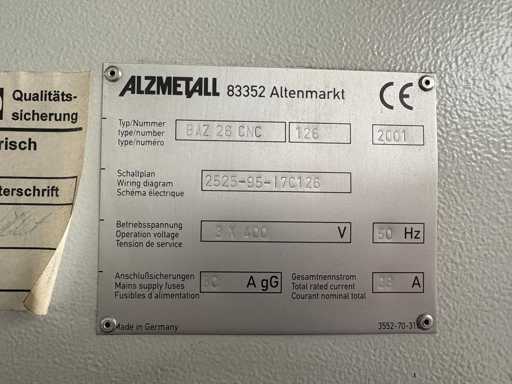 Qualitäts-
sicherung
risch
terschrift
ALZMETALL 83352 Altenmarkt
CE
Typ/Nummer
type/number
type/numéro
BAZ 26 CNC 126 2001
Schaltplan
Wiring diagram
Schéma électrique
2525-95-17C126
Betriebsspannung
Operation voltage
Tension de service
3 X 400 V 50 Hz
Anschlußsicherungen
Mains supply fuses
Fusibles d alimentation
A gG
Gesamtnennstrom
Total rated current
Courant nominal total
A
Made in Germany
3552-70-31